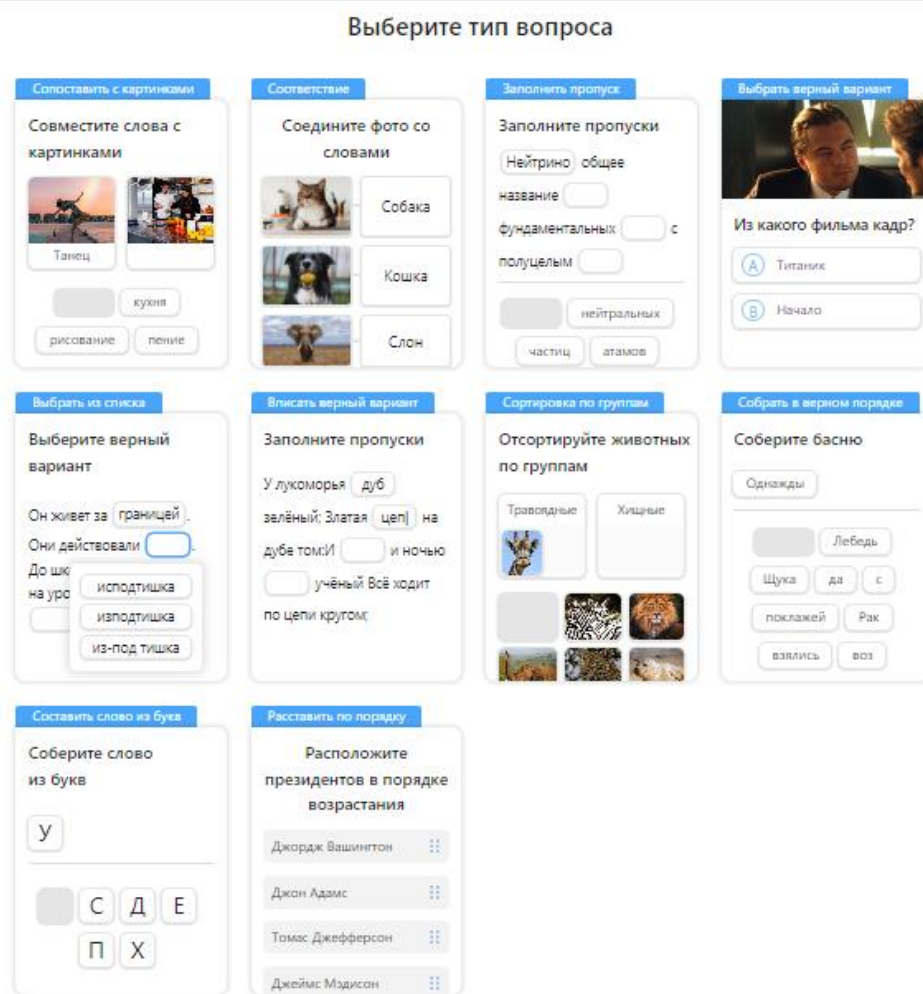 Выберите тип вопроса
Сопоставить с картинками
Совместите слова с
картинками
Танец
кухня
рисование пение
Соответствие
Соедините фото со
словами
Собака
Кошка
Слон
Заполнить пропуск
Заполните пропуски
Нейтрино общее
название
фундаментальных с
полуцелым
нейтральных
частиц атамов
Выбрать верный вариант
Из какого фильма кадр?
A Титаник
B Начало
Выбрать из списка
Выберите верный
вариант
Он живет за границей.
Они действовали .
До шк
на уро
исподтишка
изподтишка
из-под тишка
Вписать верный вариант
Заполните пропуски
У лукоморья дуб
зелёный; Златая цеп на
дубе том:И и ночью
учёный Всё ходит
по цепи кругом;
Сортировка по группам
Отсортируйте животных
по группам
Травоядные Хищные
Собрать в верном порядке
Соберите басню
Однажды
Лебедь
Щука да с
поклажей Рак
взялись воз
Составить слово из букв
Соберите слово
из букв
У
С Д Е
П Х
Расставить по порядку
Расположите
президентов в порядке
возрастания
Джордж Вашингтон
Джон Адамс
Томас Джефферсон
Джеймс Мэдисон